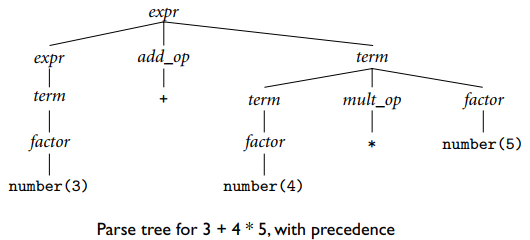 expr
expr add_op term
term + term mult_op factor
factor factor * number(5)
number(3) number(4)
Parse tree for 3 + 4 * 5, with precedence